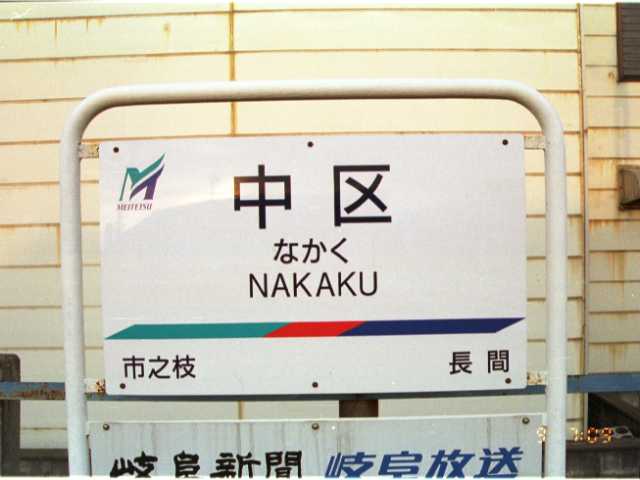 MEITETSU
中区
なかく
NAKAKU
市之枝 長間
岐阜新聞 岐阜放送